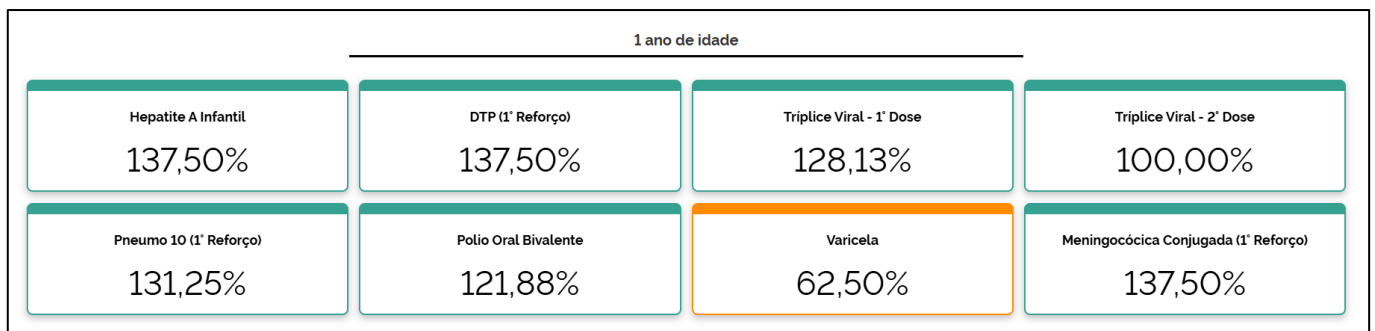 1 ano de idade
Hepatite A Infantil
137,50%
DTP (1° Reforço)
137,50%
Tríplice Viral - 1° Dose
128,13%
Tríplice Viral - 2° Dose
100,00%
Pneumo 10 (1° Reforço)
131,25%
Polio Oral Bivalente
121,88%
Varicela
62,50%
Meningocócica Conjugada (1° Reforço)
137,50%